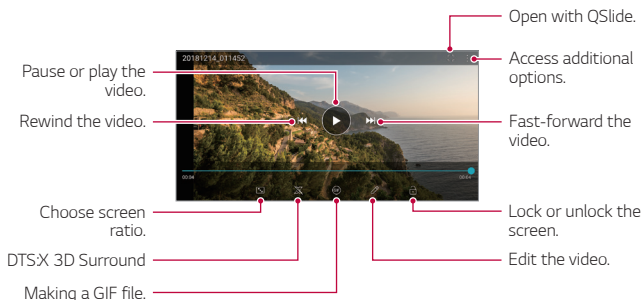 Open with QSlide.
20181214_011452
Access additional
options.
Pause or play the
video.
Rewind the video.
Fast-forward the
video.
00:04
Choose screen
ratio.
Lock or unlock the
screen.
DTS:X 3D Surround
Edit the video.
Making a GIF file.